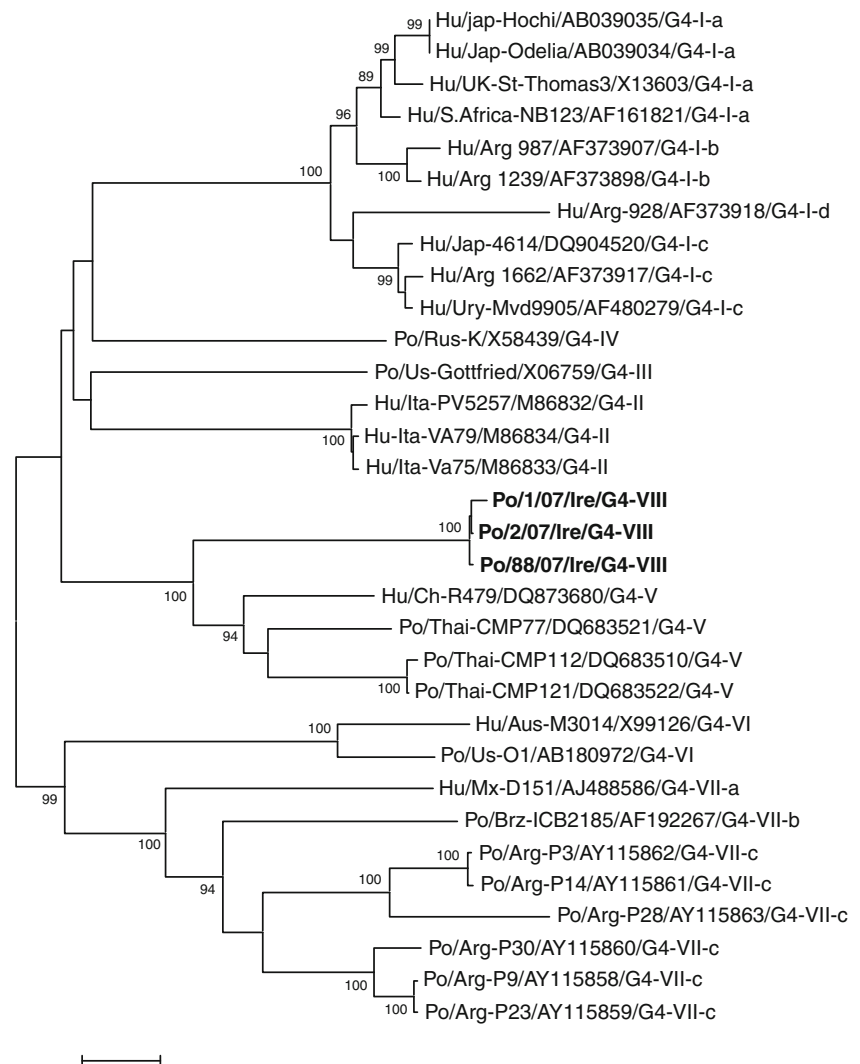 Hu/jap-Hochi/AB039035/G4-I-a
99
Hu/Jap-Odelia/AB039034/G4-I-a
99
Hu/UK-St-Thomas3/X13603/G4-I-a
89
Hu/S.Africa-NB123/AF161821/G4-I-a
96
Hu/Arg 987/AF373907/G4-I-b
100
100
Hu/Arg 1239/AF373898/G4-I-b
Hu/Arg-928/AF373918/G4-I-d
Hu/Jap-4614/DQ904520/G4-I-c
Hu/Arg 1662/AF373917/G4-I-c
99
Hu/Ury-Mvd9905/AF480279/G4-I-c
Po/Rus-K/X58439/G4-IV
Po/Us-Gottfried/X06759/G4-III
Hu/Ita-PV5257/M86832/G4-II
100
Hu-Ita-VA79/M86834/G4-II
Hu/Ita-Va75/M86833/G4-II
Po/1/07/Ire/G4-VIII
100
Po/2/07/Ire/G4-VIII
Po/88/07/Ire/G4-VIII
100
Hu/Ch-R479/DQ873680/G4-V
94
Po/Thai-CMP77/DQ683521/G4-V
Po/Thai-CMP112/DQ683510/G4-V
100
Po/Thai-CMP121/DQ683522/G4-V
100
Hu/Aus-M3014/X99126/G4-VI
Po/Us-O1/AB180972/G4-VI
99
Hu/Mx-D151/AJ488586/G4-VII-a
100
Po/Brz-ICB2185/AF192267/G4-VII-b
100
Po/Arg-P3/AY115862/G4-VII-c
94
100
Po/Arg-P14/AY115861/G4-VII-c
Po/Arg-P28/AY115863/G4-VII-c
Po/Arg-P30/AY115860/G4-VII-c
100
Po/Arg-P9/AY115858/G4-VII-c
100
Po/Arg-P23/AY115859/G4-VII-c